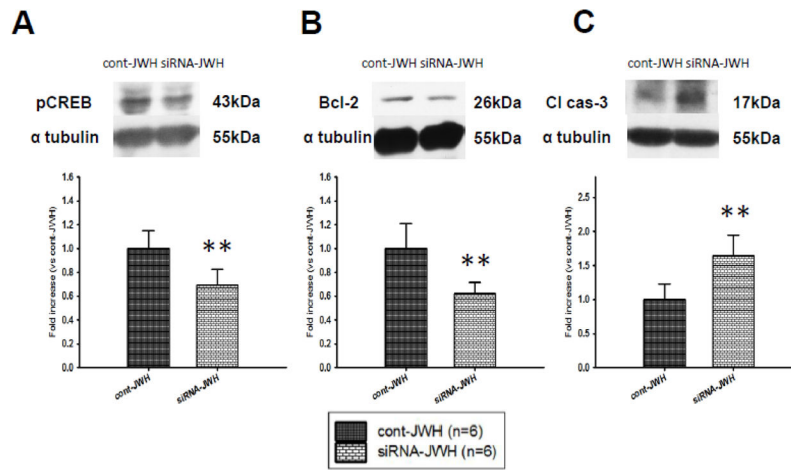 A
cont-JWH siRNA-JWH
pCREB
43kDa
α tubulin
55kDa
Fold increase (vs cont-JWH)
1.6
1.4
1.2
1.0
0.8
0.6
0.4
0.2
0.0
**
cont-JWH
siRNA-JWH
B
cont-JWH siRNA-JWH
Bcl-2
26kDa
α tubulin
55kDa
Fold increase (vs cont-JWH)
1.6
1.4
1.2
1.0
0.8
0.6
0.4
0.2
0.0
**
cont-JWH
siRNA-JWH
C
cont-JWH siRNA-JWH
Cl cas-3
17kDa
α tubulin
55kDa
Fold increase (vs cont-JWH)
2.5
2.0
1.5
1.0
0.5
0.0
**
cont-JWH
siRNA-JWH
cont-JWH (n=6)
siRNA-JWH (n=6)